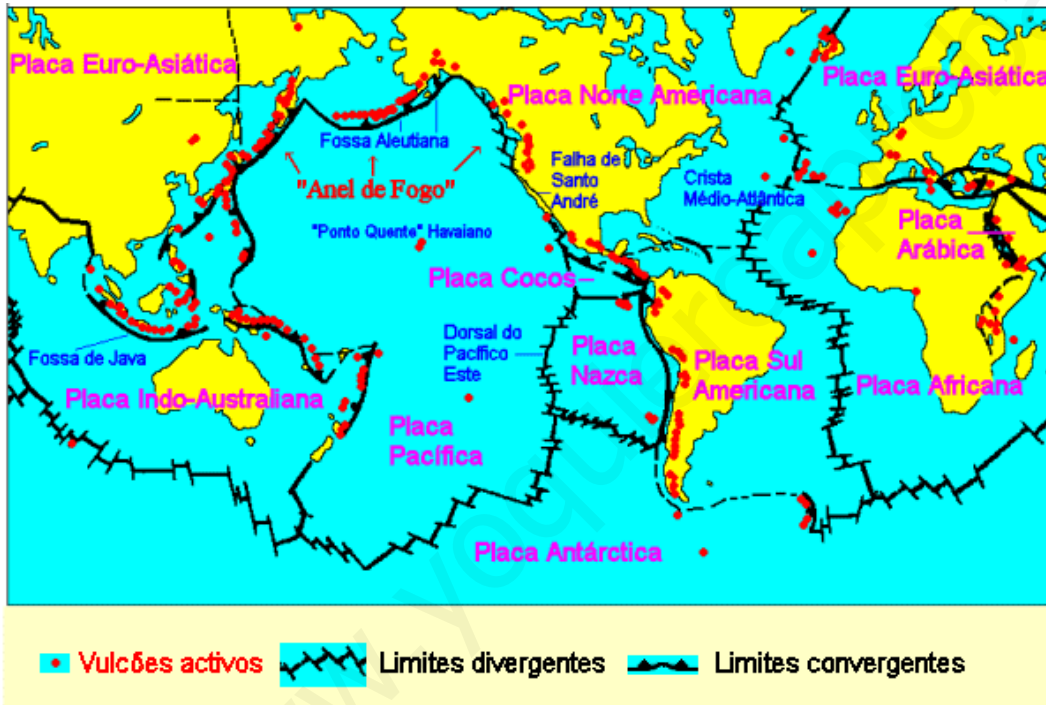 Placa Euro-Asiática
Placa Norte Americana
Placa Euro-Asiática
Fossa Aleutiana
"Anel de Fogo"
Falha de
Santo
André
Crista
Médio-Atlântica
"Ponto Quente" Havaiano
Placa
Arábica
Placa Cocos
Fossa de Java
Dorsal do
Pacífico
Este
Placa
Nazca
Placa Sul
Americana
Placa Indo-Australiana
Placa Africana
Placa
Pacífica
Placa Antárctica
Vulcões activos
Limites divergentes
Limites convergentes